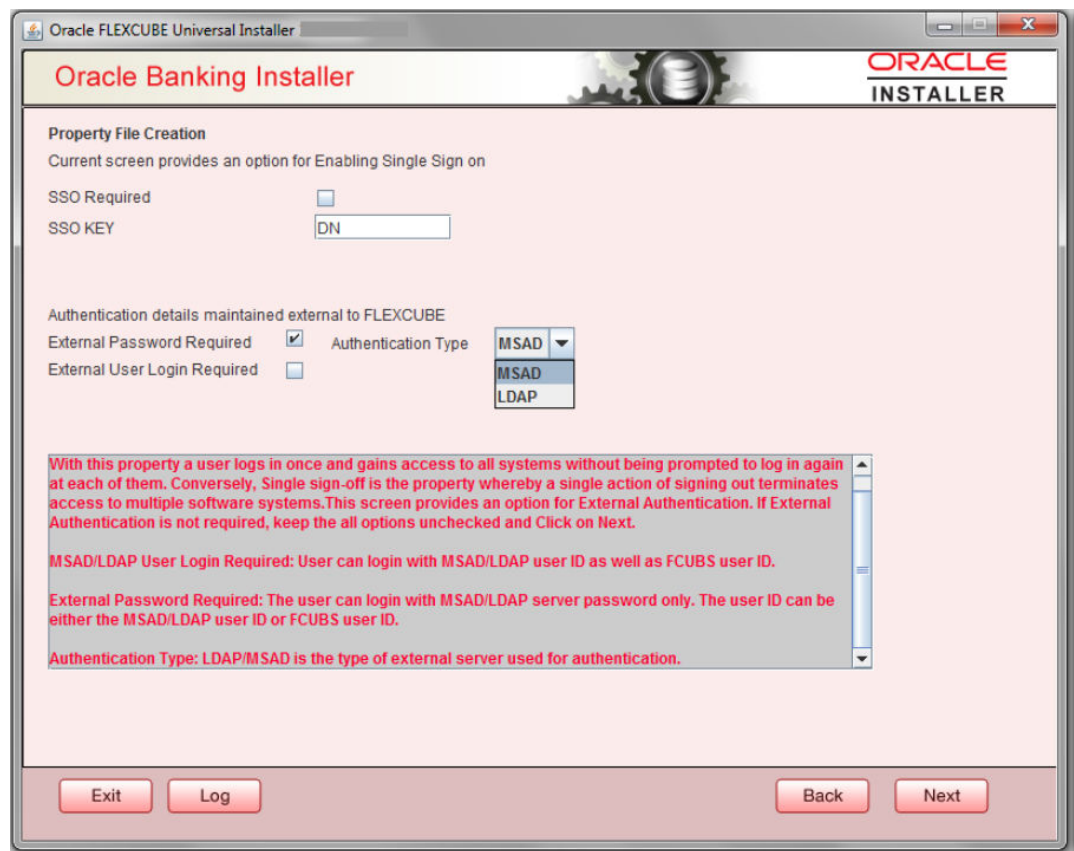 Oracle FLEXCUBE Universal Installer
Oracle Banking Installer
ORACLE
INSTALLER
Property File Creation
Current screen provides an option for Enabling Single Sign on
SSO Required
SSO KEY DN
Authentication details maintained external to FLEXCUBE
External Password Required Authentication Type MSAD
External User Login Required MSAD
LDAP
With this property a user logs in once and gains access to all systems without being prompted to log in again
at each of them. Conversely, Single sign-off is the property whereby a single action of signing out terminates
access to multiple software systems.This screen provides an option for External Authentication. If External
Authentication is not required, keep the all options unchecked and Click on Next.
MSAD/LDAP User Login Required: User can login with MSAD/LDAP user ID as well as FCUBS user ID.
External Password Required: The user can login with MSAD/LDAP server password only. The user ID can be
either the MSAD/LDAP user ID or FCUBS user ID.
Authentication Type: LDAP/MSAD is the type of external server used for authentication.
Exit Log Back Next